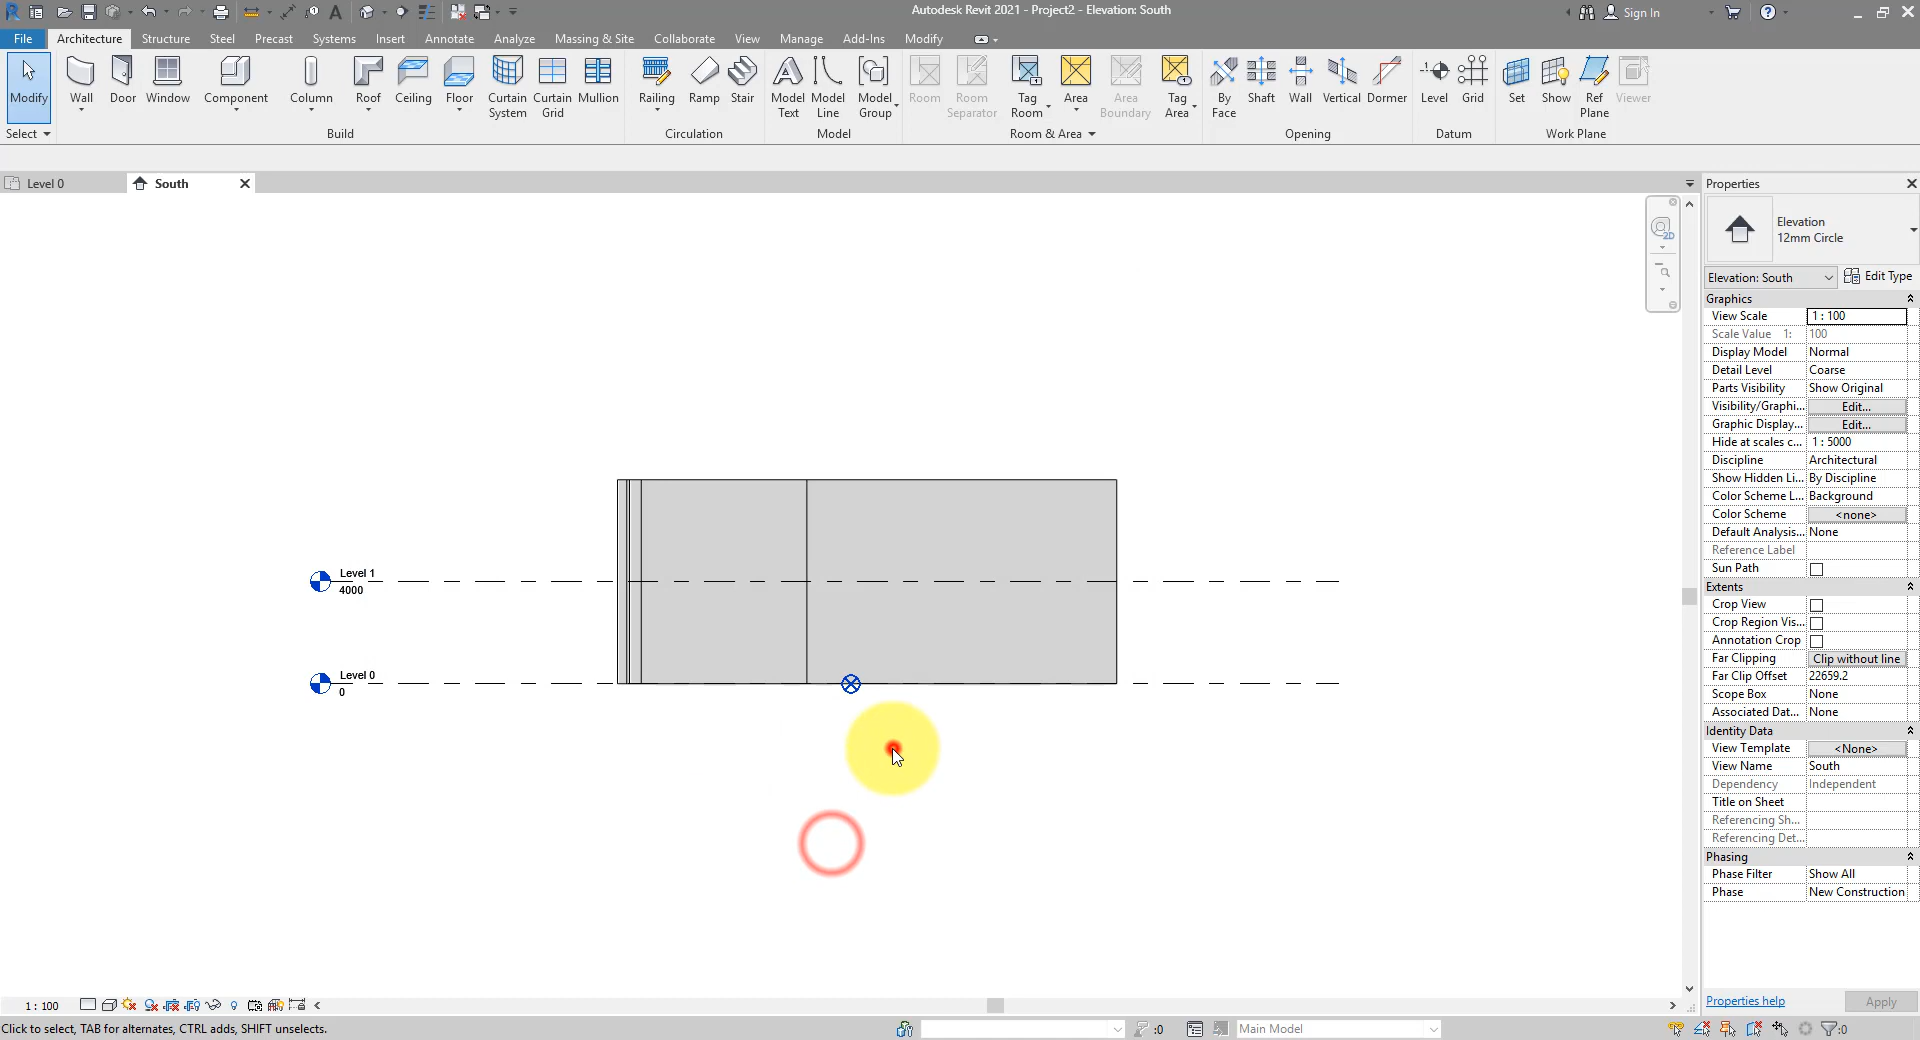 Autodesk Revit 2021 - Project2 - Elevation: South
Sign In
File Architecture Structure Steel Precast Systems Insert Annotate Analyze Massing & Site Collaborate View Manage Add-Ins Modify
Modify Wall Door Window Component Column Roof Ceiling Floor Curtain System Curtain Grid Mullion Railing Ramp Stair Model Text Model Line Model Group Room Room Separator Tag Room Area Area Boundary Tag Area By Face Shaft Wall Vertical Dormer Level Grid Set Show Ref Plane Viewer
Select Build Circulation Model Room & Area Opening Datum Work Plane
Level 0 South
Level 1
4000
Level 0
0
2D
Properties
Elevation
12mm Circle
Elevation: South Edit Type
Graphics
View Scale 1 : 100
Scale Value 1: 100
Display Model Normal
Detail Level Coarse
Parts Visibility Show Original
Visibility/Graphi... Edit...
Graphic Display... Edit...
Hide at scales c... 1 : 5000
Discipline Architectural
Show Hidden Li... By Discipline
Color Scheme L... Background
Color Scheme <none>
Default Analysis... None
Reference Label
Sun Path
Extents
Crop View
Crop Region Vis...
Annotation Crop
Far Clipping Clip without line
Far Clip Offset 22659.2
Scope Box None
Associated Dat... None
Identity Data
View Template <None>
View Name South
Dependency Independent
Title on Sheet
Referencing Sh...
Referencing Det...
Phasing
Phase Filter Show All
Phase New Construction
Properties help Apply
1 : 100
Click to select, TAB for alternates, CTRL adds, SHIFT unselects.
:0
Main Model
:0